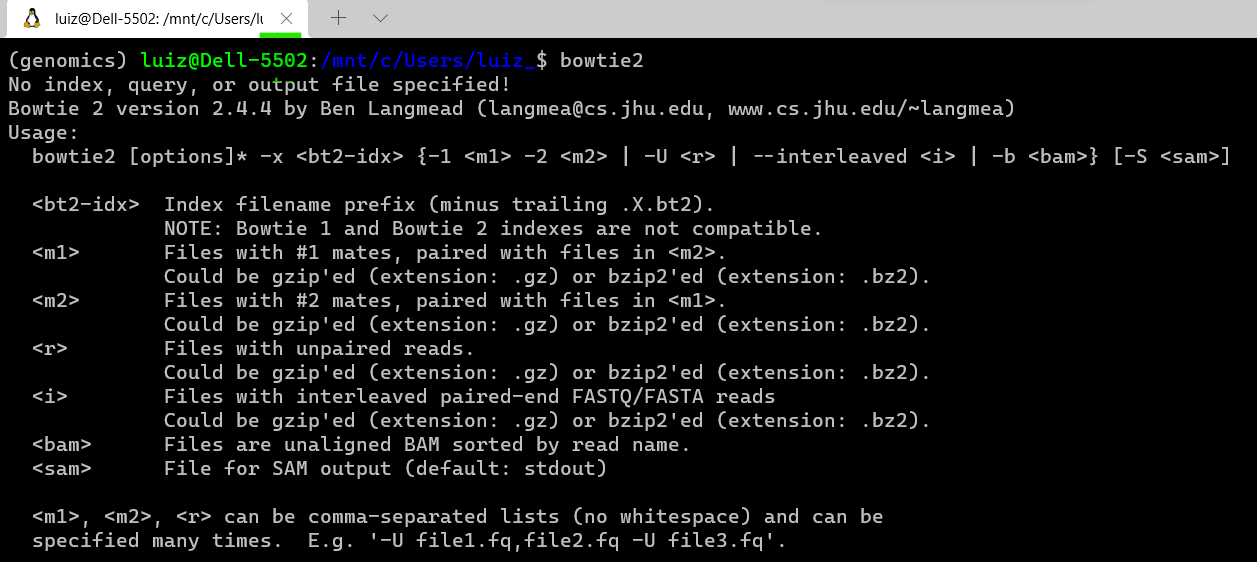 luiz@Dell-5502: /mnt/c/Users/lu
(genomics) luiz@Dell-5502:/mnt/c/Users/luiz_$ bowtie2
No index, query, or output file specified!
Bowtie 2 version 2.4.4 by Ben Langmead (langmea@cs.jhu.edu, www.cs.jhu.edu/~langmea)
Usage:
  bowtie2 [options]* -x <bt2-idx> {-1 <m1> -2 <m2> | -U <r> | --interleaved <i> | -b <bam>} [-S <sam>]
  <bt2-idx>  Index filename prefix (minus trailing .X.bt2).
             NOTE: Bowtie 1 and Bowtie 2 indexes are not compatible.
  <m1>       Files with #1 mates, paired with files in <m2>.
             Could be gzip'ed (extension: .gz) or bzip2'ed (extension: .bz2).
  <m2>       Files with #2 mates, paired with files in <m1>.
             Could be gzip'ed (extension: .gz) or bzip2'ed (extension: .bz2).
  <r>        Files with unpaired reads.
             Could be gzip'ed (extension: .gz) or bzip2'ed (extension: .bz2).
  <i>        Files with interleaved paired-end FASTQ/FASTA reads
             Could be gzip'ed (extension: .gz) or bzip2'ed (extension: .bz2).
  <bam>      Files are unaligned BAM sorted by read name.
  <sam>      File for SAM output (default: stdout)
  <m1>, <m2>, <r> can be comma-separated lists (no whitespace) and can be
  specified many times.  E.g. '-U file1.fq,file2.fq -U file3.fq'.